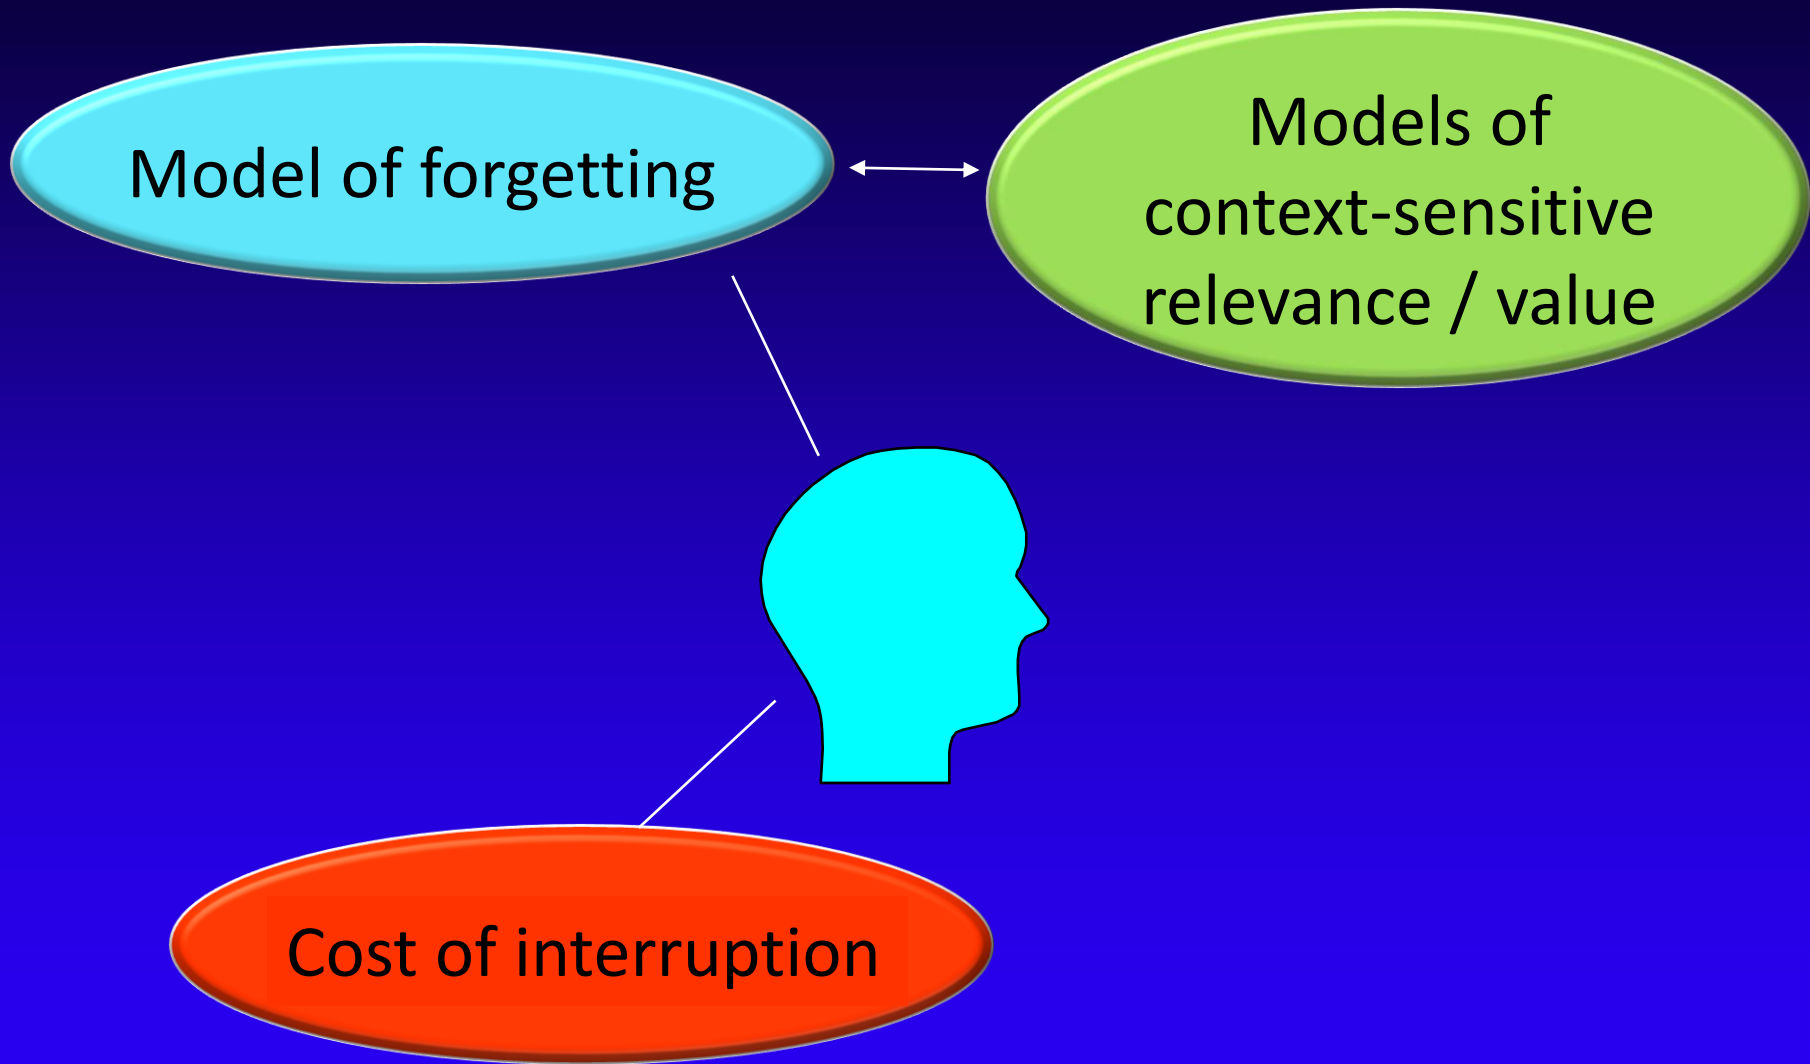 Model of forgetting
Models of
context-sensitive
relevance / value
Cost of interruption